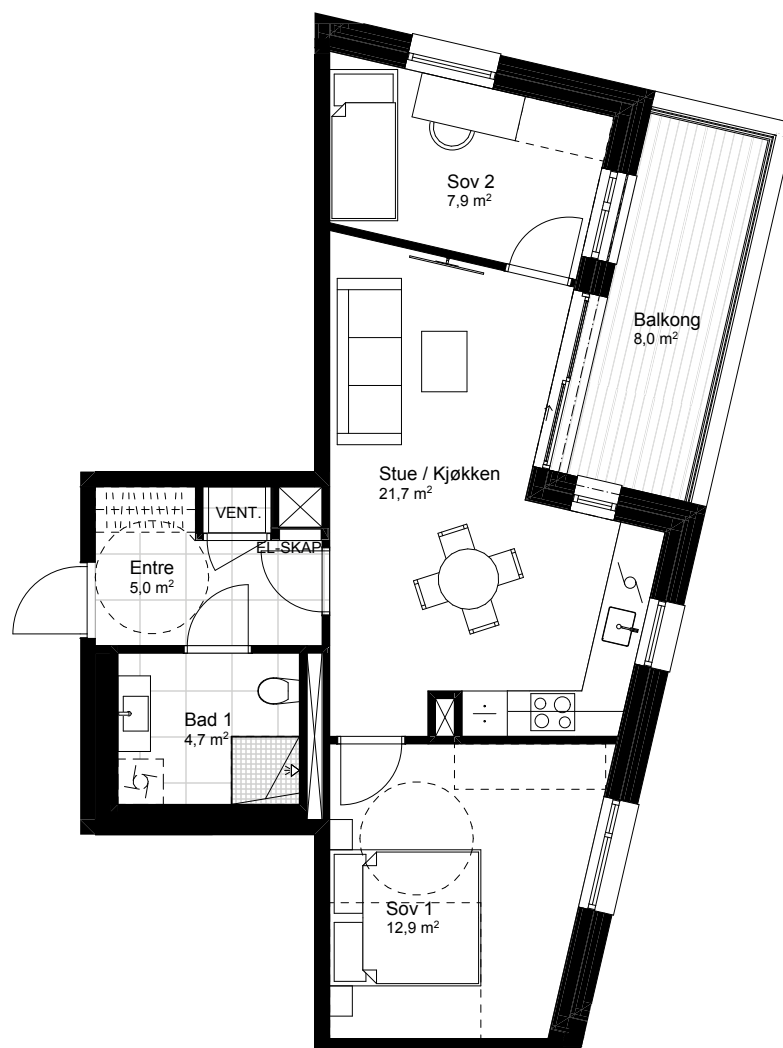 Sov 2
7,9 m²
Balkong
8,0 m²
Stue / Kjøkken
21,7 m²
VENT.
EL-SKAP
Entre
5,0 m²
Bad 1
4,7 m²
Sov 1
12,9 m²